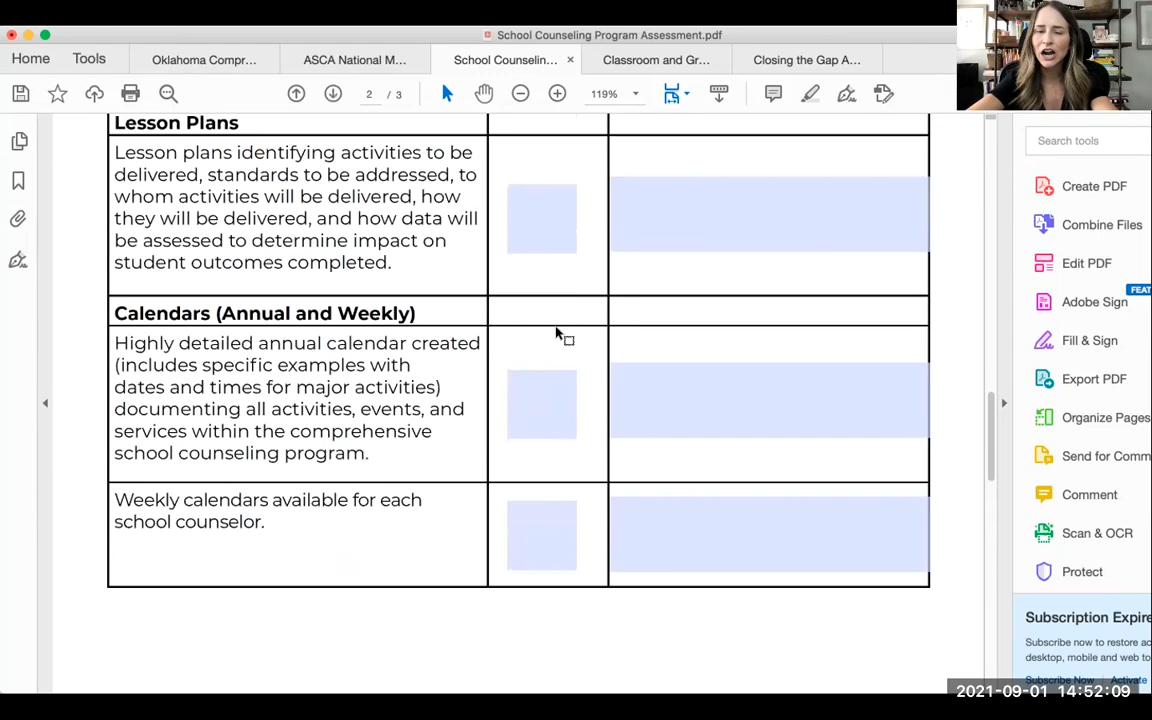 School Counseling Program Assessment.pdf
Home
Tools
Oklahoma Compr...
ASCA National M...
School Counselin...
Classroom and Gr...
Closing the Gap A...
2 / 3
119%
Search tools
Create PDF
Combine Files
Edit PDF
FEAT
Adobe Sign
Fill & Sign
Export PDF
Organize Pages
Send for Comm
Comment
Scan & OCR
Protect
Subscription Expire
Subscribe now to restore ac
desktop, mobile and web to
Subscribe Now Activate
Lesson Plans
Lesson plans identifying activities to be
delivered, standards to be addressed, to
whom activities will be delivered, how
they will be delivered, and how data will
be assessed to determine impact on
student outcomes completed.
Calendars (Annual and Weekly)
Highly detailed annual calendar created
(includes specific examples with
dates and times for major activities)
documenting all activities, events, and
services within the comprehensive
school counseling program.
Weekly calendars available for each
school counselor.
2021-09-01 14:52:09